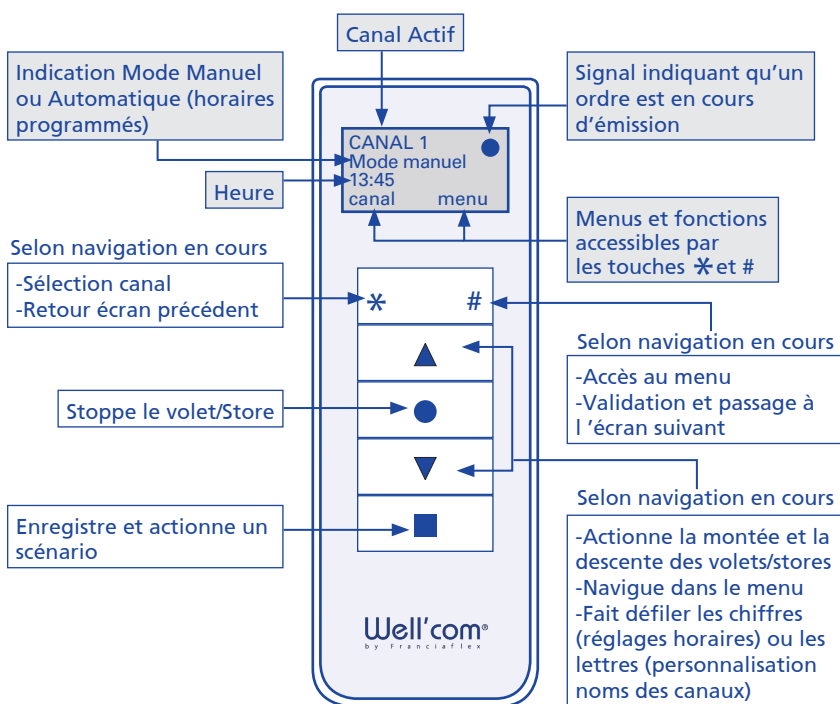 Canal Actif
Indication Mode Manuel
ou Automatique (horaires
programmés)
Signal indiquant qu'un
ordre est en cours
d'émission
CANAL 1
Mode manuel
13:45
canal menu
Heure
Menus et fonctions
accessibles par
les touches * et #
Selon navigation en cours
-Sélection canal
-Retour écran précédent
* #
Selon navigation en cours
-Accès au menu
-Validation et passage à
l 'écran suivant
Stoppe le volet/Store
Selon navigation en cours
-Actionne la montée et la
descente des volets/stores
-Navigue dans le menu
-Fait défiler les chiffres
(réglages horaires) ou les
lettres (personnalisation
noms des canaux)
Enregistre et actionne un
scénario
Well'com®
by Franciaflex